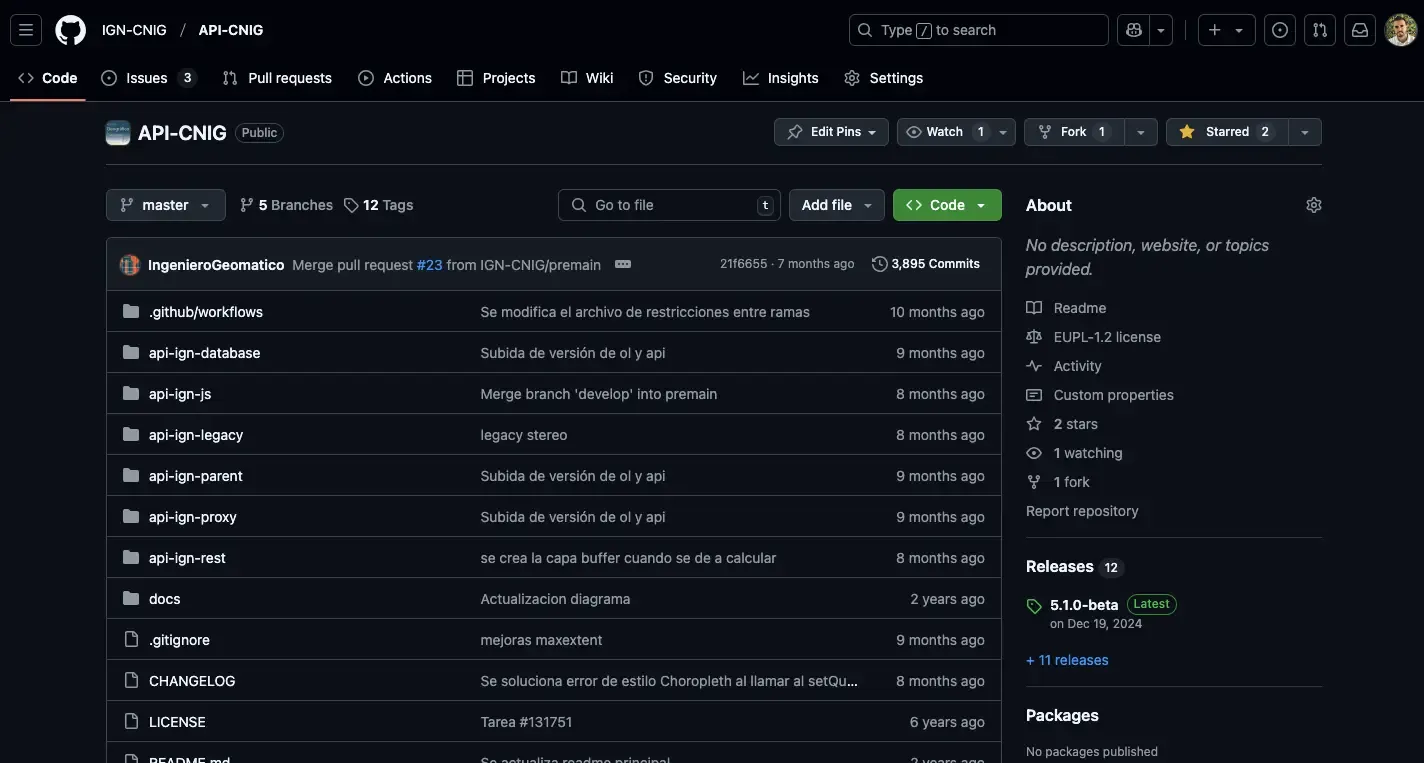 IGN-CNIG / API-CNIG Type / to search
Code Issues 3 Pull requests Actions Projects Wiki Security Insights Settings
API-CNIG Public Edit Pins Watch 1 Fork 1 Starred 2
master 5 Branches 12 Tags Go to file t Add file Code
IngenieroGeomatico Merge pull request #23 from IGN-CNIG/premain 21f6655 · 7 months ago 3,895 Commits
.github/workflows Se modifica el archivo de restricciones entre ramas 10 months ago
api-ign-database Subida de versión de ol y api 9 months ago
api-ign-js Merge branch 'develop' into premain 8 months ago
api-ign-legacy legacy stereo 8 months ago
api-ign-parent Subida de versión de ol y api 9 months ago
api-ign-proxy Subida de versión de ol y api 9 months ago
api-ign-rest se crea la capa buffer cuando se de a calcular 8 months ago
docs Actualizacion diagrama 2 years ago
.gitignore mejoras maxextent 9 months ago
CHANGELOG Se soluciona error de estilo Choropleth al llamar al setQu... 8 months ago
LICENSE Tarea #131751 6 years ago
README.md Se actualiza readme principal 2 years ago
About
No description, website, or topics
provided.
Readme
EUPL-1.2 license
Activity
Custom properties
2 stars
1 watching
1 fork
Report repository
Releases 12
5.1.0-beta Latest
on Dec 19, 2024
+ 11 releases
Packages
No packages published